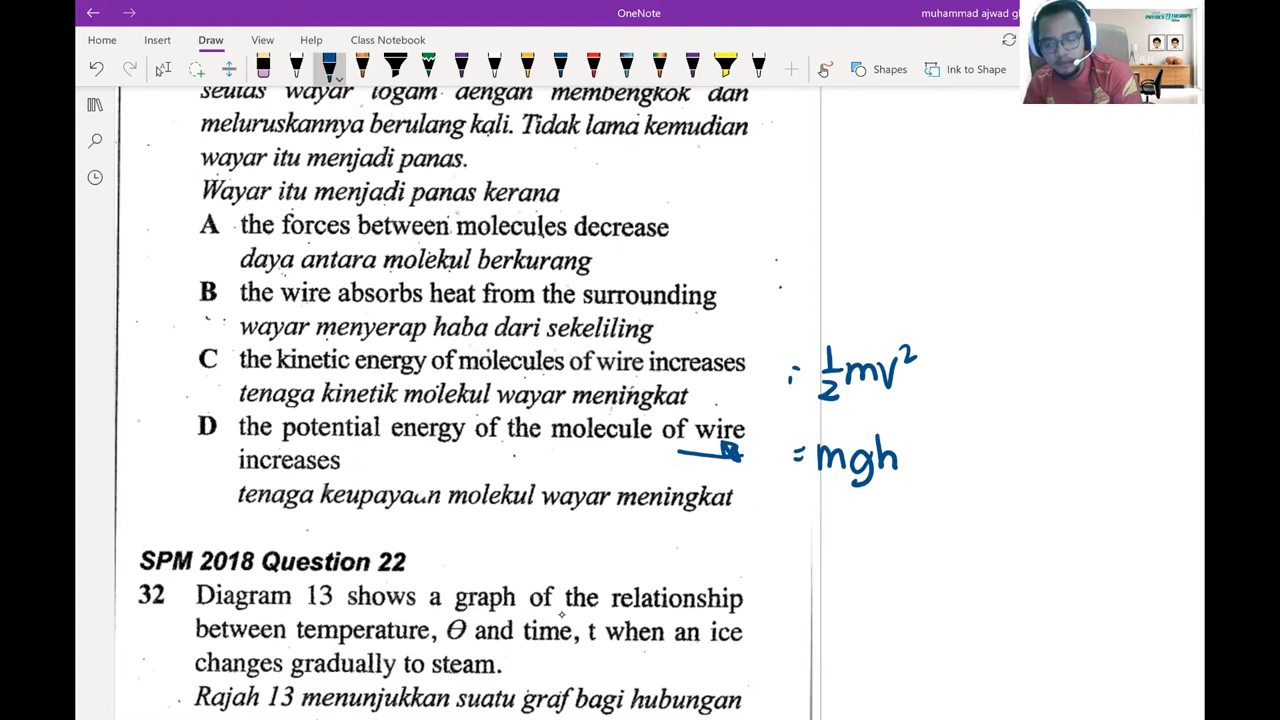 OneNote
muhammad ajwad gh
Home Insert Draw View Help Class Notebook
Shapes Ink to Shape
seutas wayar logam dengan membengkok dan
meluruskannya berulang kali. Tidak lama kemudian
wayar itu menjadi panas.
Wayar itu menjadi panas kerana
A the forces between molecules decrease
daya antara molekul berkurang
B the wire absorbs heat from the surrounding
wayar menyerap haba dari sekeliling
C the kinetic energy of molecules of wire increases
tenaga kinetik molekul wayar meningkat
D the potential energy of the molecule of wire
increases
tenaga keupayaan molekul wayar meningkat
½mv²
= mgh
SPM 2018 Question 22
32 Diagram 13 shows a graph of the relationship
between temperature, Θ and time, t when an ice
changes gradually to steam.
Rajah 13 menunjukkan suatu graf bagi hubungan